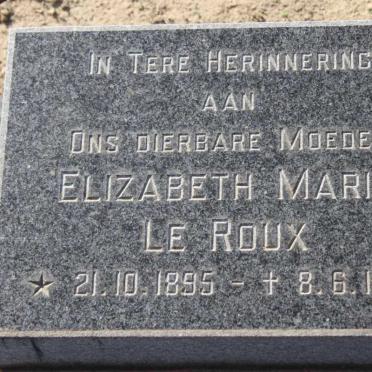 In Tere Herinnering
aan
Ons dierbare Moede
Elizabeth Mari
Le Roux
★ 21.10.1895 – ✝ 8.6.1